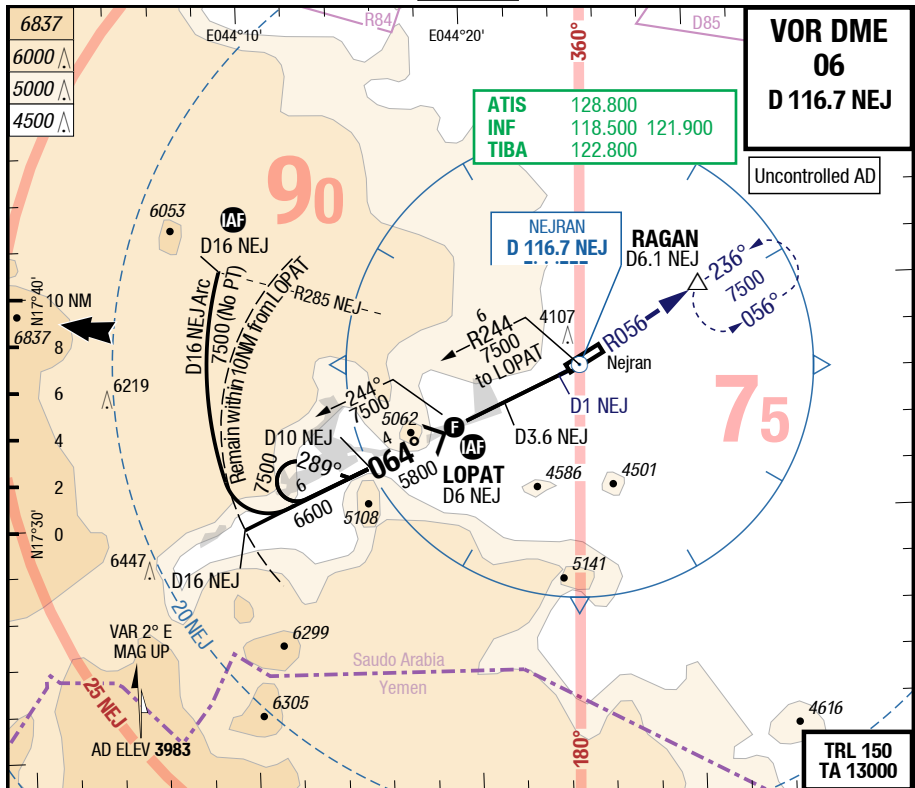 6837
6000
5000
4500
R84
D85
E044°10'
E044°20'
360°
VOR DME
06
D 116.7 NEJ
ATIS 128.800
INF 118.500 121.900
TIBA 122.800
Uncontrolled AD
90
6053
IAF
D16 NEJ
NEJRAN
D 116.7 NEJ
RAGAN
D6.1 NEJ
236°
7500
056°
R056
N17°40'
10 NM
6837
8
6
4
2
0
N17°30'
D16 NEJ Arc
7500 (No PT)
Remain within 10NM from LOPAT
R285 NEJ
6
R244
7500
to LOPAT
4107
Nejran
75
6219
244°
7500
5062
4
D1 NEJ
D10 NEJ
F
IAF
D3.6 NEJ
7500
289°
6
064°
5800
LOPAT
D6 NEJ
4586
4501
6600
5108
6447
D16 NEJ
5141
20 NEJ
VAR 2° E
MAG UP
6299
Saudo Arabia
Yemen
25 NEJ
6305
4616
AD ELEV 3983
180°
TRL 150
TA 13000